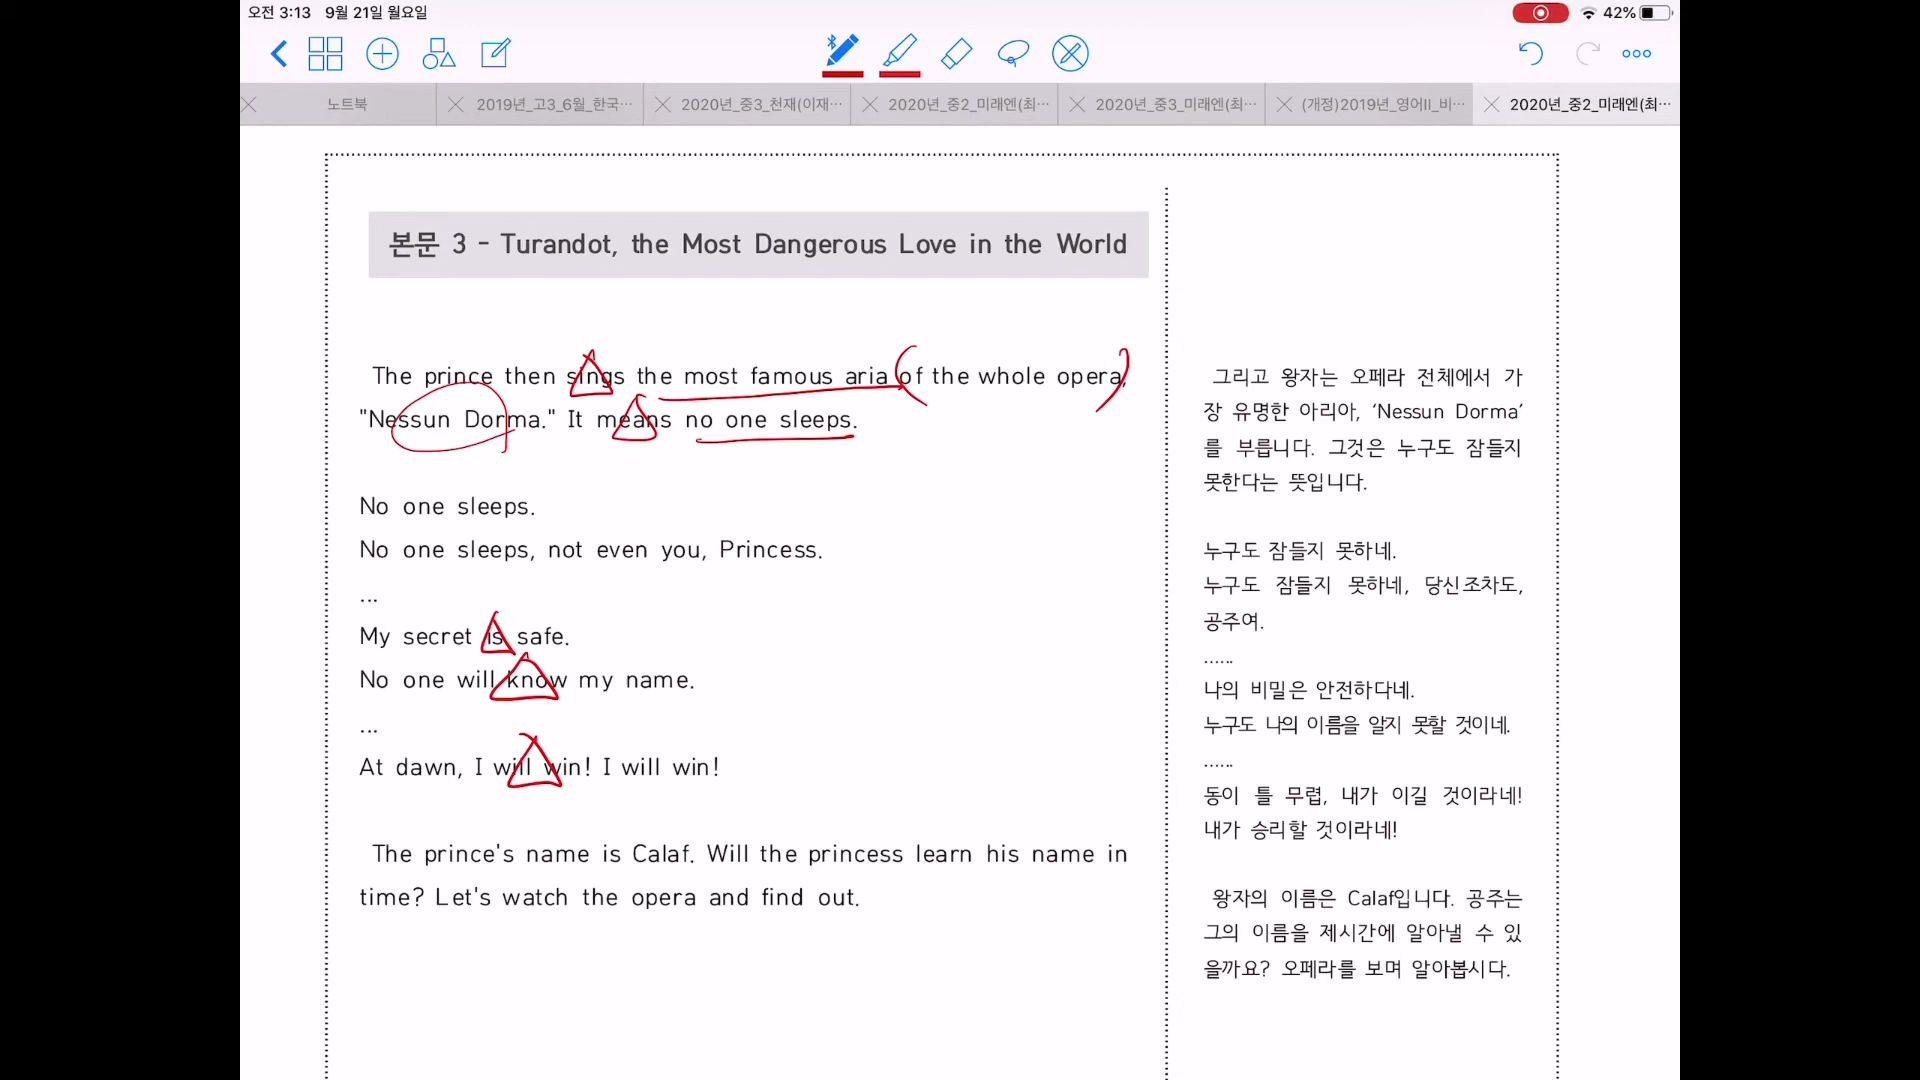 오전 3:13 9월 21일 월요일
42%
노트북
2019년_고3_6월_한국…
2020년_중3_천재(이재…
2020년_중2_미래엔(최…
2020년_중3_미래엔(최…
(개정)2019년_영어II_비…
2020년_중2_미래엔(최…
본문 3 - Turandot, the Most Dangerous Love in the World
The prince then sings the most famous aria of the whole opera,
"Nessun Dorma." It means no one sleeps.
No one sleeps.
No one sleeps, not even you, Princess.
...
My secret is safe.
No one will know my name.
...
At dawn, I will win! I will win!
The prince's name is Calaf. Will the princess learn his name in
time? Let's watch the opera and find out.
그리고 왕자는 오페라 전체에서 가
장 유명한 아리아, ‘Nessun Dorma’
를 부릅니다. 그것은 누구도 잠들지
못한다는 뜻입니다.
누구도 잠들지 못하네.
누구도 잠들지 못하네, 당신조차도,
공주여.
……
나의 비밀은 안전하다네.
누구도 나의 이름을 알지 못할 것이네.
……
동이 틀 무렵, 내가 이길 것이라네!
내가 승리할 것이라네!
왕자의 이름은 Calaf입니다. 공주는
그의 이름을 제시간에 알아낼 수 있
을까요? 오페라를 보며 알아봅시다.